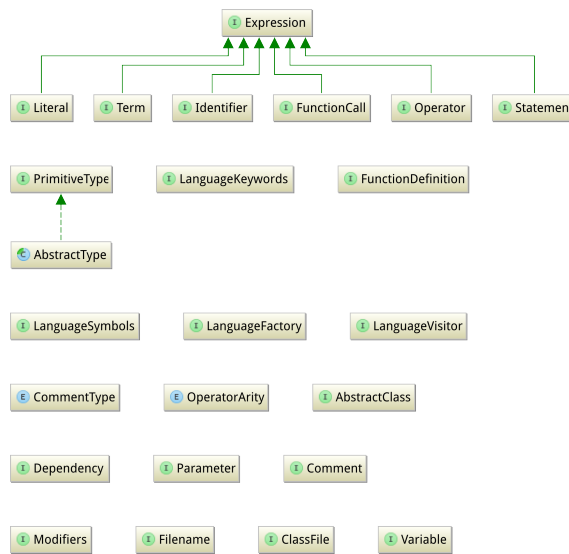 I Expression
I Literal I Term I Identifier I FunctionCall I Operator I Statemen
I PrimitiveType I LanguageKeywords I FunctionDefinition
C AbstractType
I LanguageSymbols I LanguageFactory I LanguageVisitor
E CommentType E OperatorArity I AbstractClass
I Dependency I Parameter I Comment
I Modifiers I Filename I ClassFile I Variable